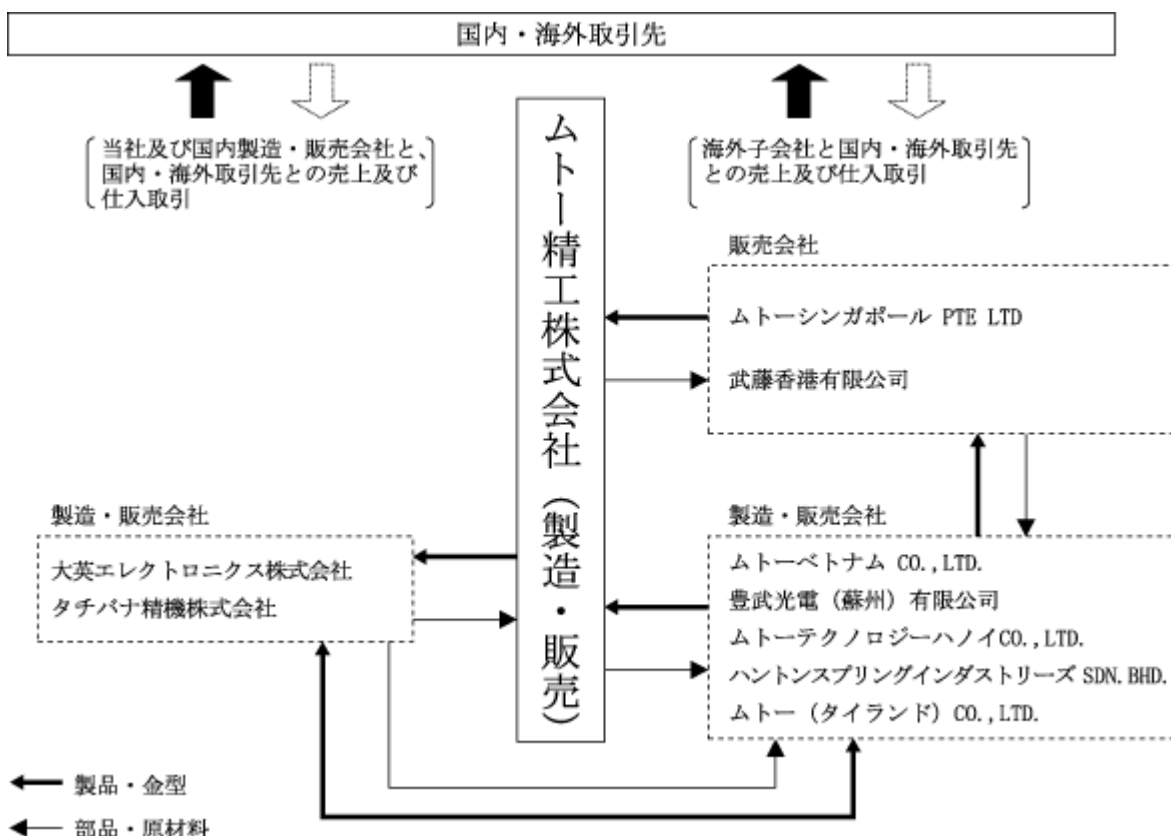 国内・海外取引先
当社及び国内製造・販売会社と、
国内・海外取引先との売上及び
仕入取引
海外子会社と国内・海外取引先
との売上及び仕入取引
ムトー精工株式会社（製造・販売）
販売会社
ムトーシンガポール PTE LTD
武藤香港有限公司
製造・販売会社
大英エレクトロニクス株式会社
タチバナ精機株式会社
製造・販売会社
ムトーベトナム CO.,LTD.
豊武光電（蘇州）有限公司
ムトーテクノロジーハノイCO.,LTD.
ハントンスプリングインダストリーズ SDN.BHD.
ムトー（タイランド）CO.,LTD.
製品・金型
部品・原材料